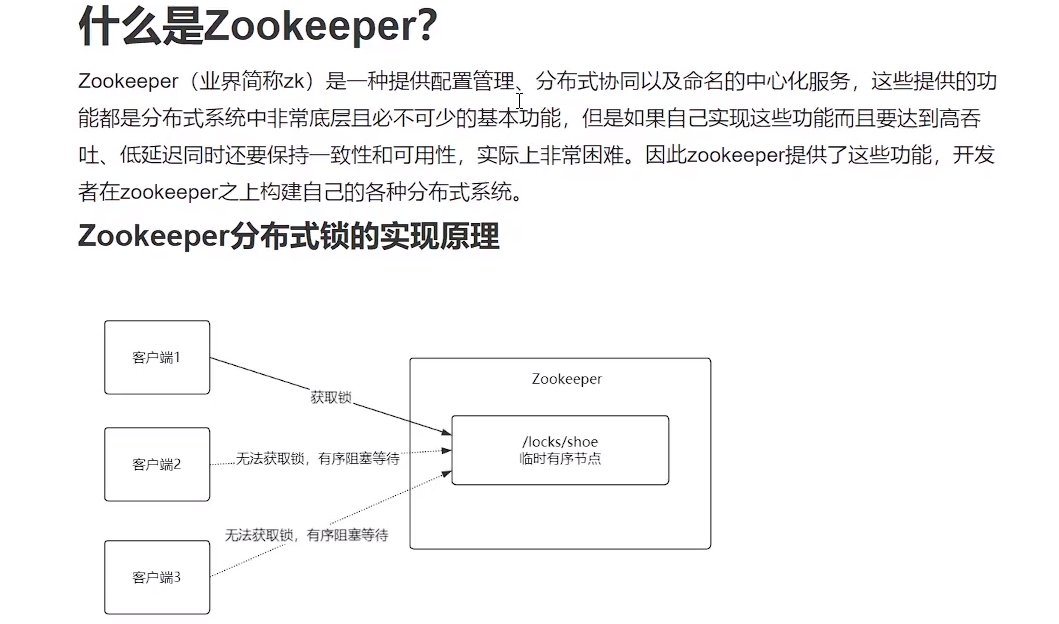 什么是Zookeeper?
Zookeeper（业界简称zk）是一种提供配置管理、分布式协同以及命名的中心化服务，这些提供的功
能都是分布式系统中非常底层且必不可少的基本功能，但是如果自己实现这些功能而且要达到高吞
吐、低延迟同时还要保持一致性和可用性，实际上非常困难。因此zookeeper提供了这些功能，开发
者在zookeeper之上构建自己的各种分布式系统。
Zookeeper分布式锁的实现原理
客户端1
获取锁
Zookeeper
/locks/shoe
临时有序节点
客户端2
无法获取锁，有序阻塞等待
无法获取锁，有序阻塞等待
客户端3